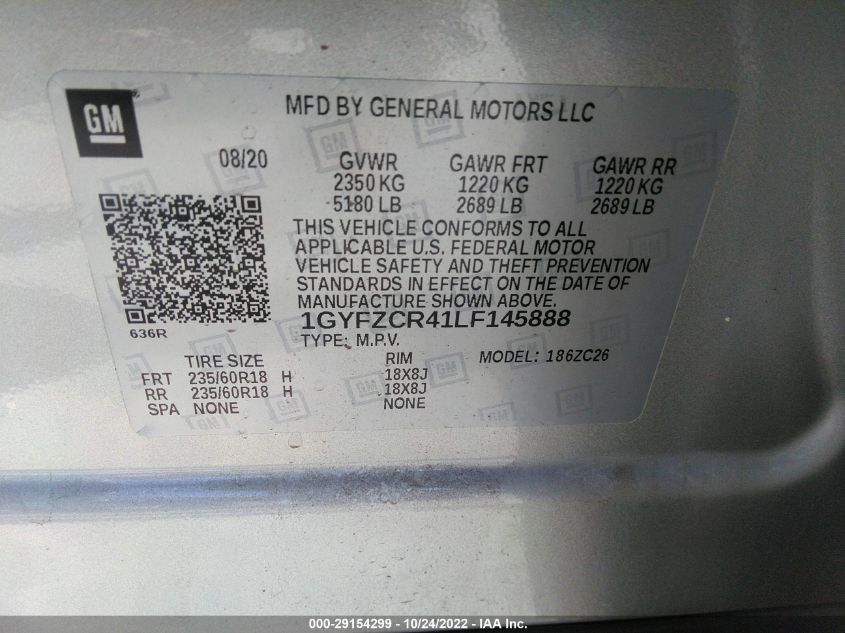 GM
MFD BY GENERAL MOTORS LLC
08/20 GVWR GAWR FRT GAWR RR
2350 KG 1220 KG 1220 KG
5180 LB 2689 LB 2689 LB
THIS VEHICLE CONFORMS TO ALL
APPLICABLE U.S. FEDERAL MOTOR
VEHICLE SAFETY AND THEFT PREVENTION
STANDARDS IN EFFECT ON THE DATE OF
MANUFACTURE SHOWN ABOVE.
1GYFZCR41LF145888
636R
TYPE: M.P.V.
TIRE SIZE RIM MODEL: 186ZC26
FRT 235/60R18 H 18X8J
RR 235/60R18 H 18X8J
SPA NONE NONE
000-29154299 - 10/24/2022 - IAA Inc.